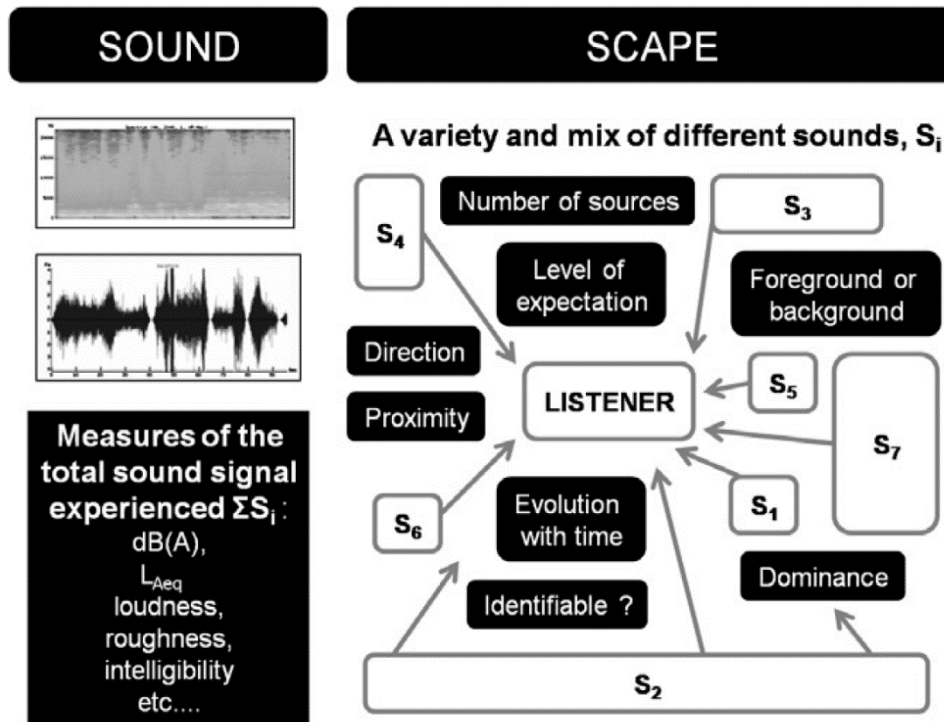 SOUND
SCAPE
A variety and mix of different sounds, Sᵢ
Number of sources
S₃
S₄
Level of
expectation
Foreground or
background
Direction
S₅
LISTENER
Proximity
S₇
Measures of the
total sound signal
experienced ΣSᵢ :
dB(A),
L_Aeq
loudness,
roughness,
intelligibility
etc....
S₁
S₆
Evolution
with time
Dominance
Identifiable ?
S₂